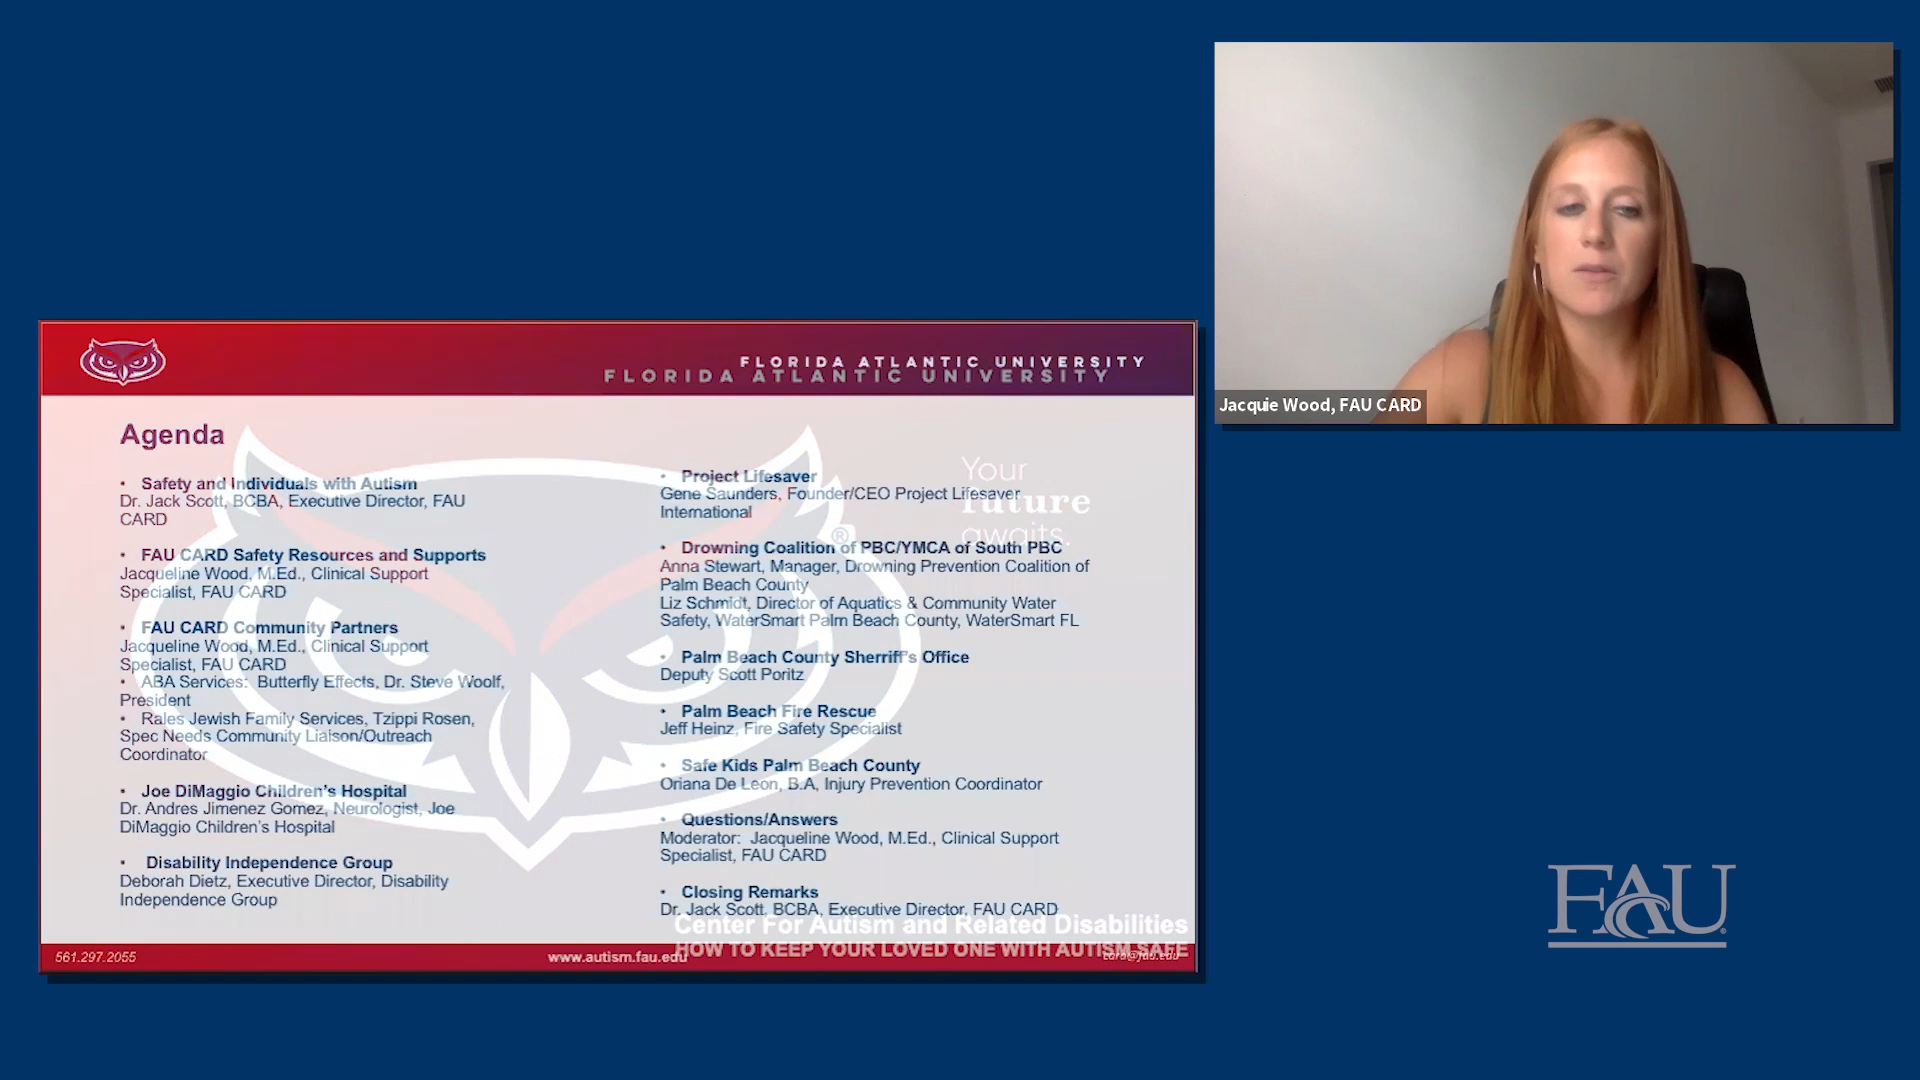 FLORIDA ATLANTIC UNIVERSITY
FLORIDA ATLANTIC UNIVERSITY
Agenda
• Safety and Individuals with Autism
Dr. Jack Scott, BCBA, Executive Director, FAU
CARD
• FAU CARD Safety Resources and Supports
Jacqueline Wood, M.Ed., Clinical Support
Specialist, FAU CARD
• FAU CARD Community Partners
Jacqueline Wood, M.Ed., Clinical Support
Specialist, FAU CARD
• ABA Services: Butterfly Effects, Dr. Steve Woolf,
President
• Rales Jewish Family Services, Tzippi Rosen,
Spec Needs Community Liaison/Outreach
Coordinator
• Joe DiMaggio Children's Hospital
Dr. Andres Jimenez Gomez, Neurologist, Joe
DiMaggio Children's Hospital
• Disability Independence Group
Deborah Dietz, Executive Director, Disability
Independence Group
• Project Lifesaver
Gene Saunders, Founder/CEO Project Lifesaver
International
• Drowning Coalition of PBC/YMCA of South PBC
Anna Stewart, Manager, Drowning Prevention Coalition of
Palm Beach County
Liz Schmidt, Director of Aquatics & Community Water
Safety, WaterSmart Palm Beach County, WaterSmart FL
• Palm Beach County Sherriff's Office
Deputy Scott Poritz
• Palm Beach Fire Rescue
Jeff Heinz, Fire Safety Specialist
• Safe Kids Palm Beach County
Oriana De Leon, B.A, Injury Prevention Coordinator
• Questions/Answers
Moderator: Jacqueline Wood, M.Ed., Clinical Support
Specialist, FAU CARD
• Closing Remarks
Dr. Jack Scott, BCBA, Executive Director, FAU CARD
Your
future
awaits.
®
Center For Autism and Related Disabilities
HOW TO KEEP YOUR LOVED ONE WITH AUTISM SAFE
561.297.2055
www.autism.fau.edu
card@fau.edu
Jacquie Wood, FAU CARD
FAU